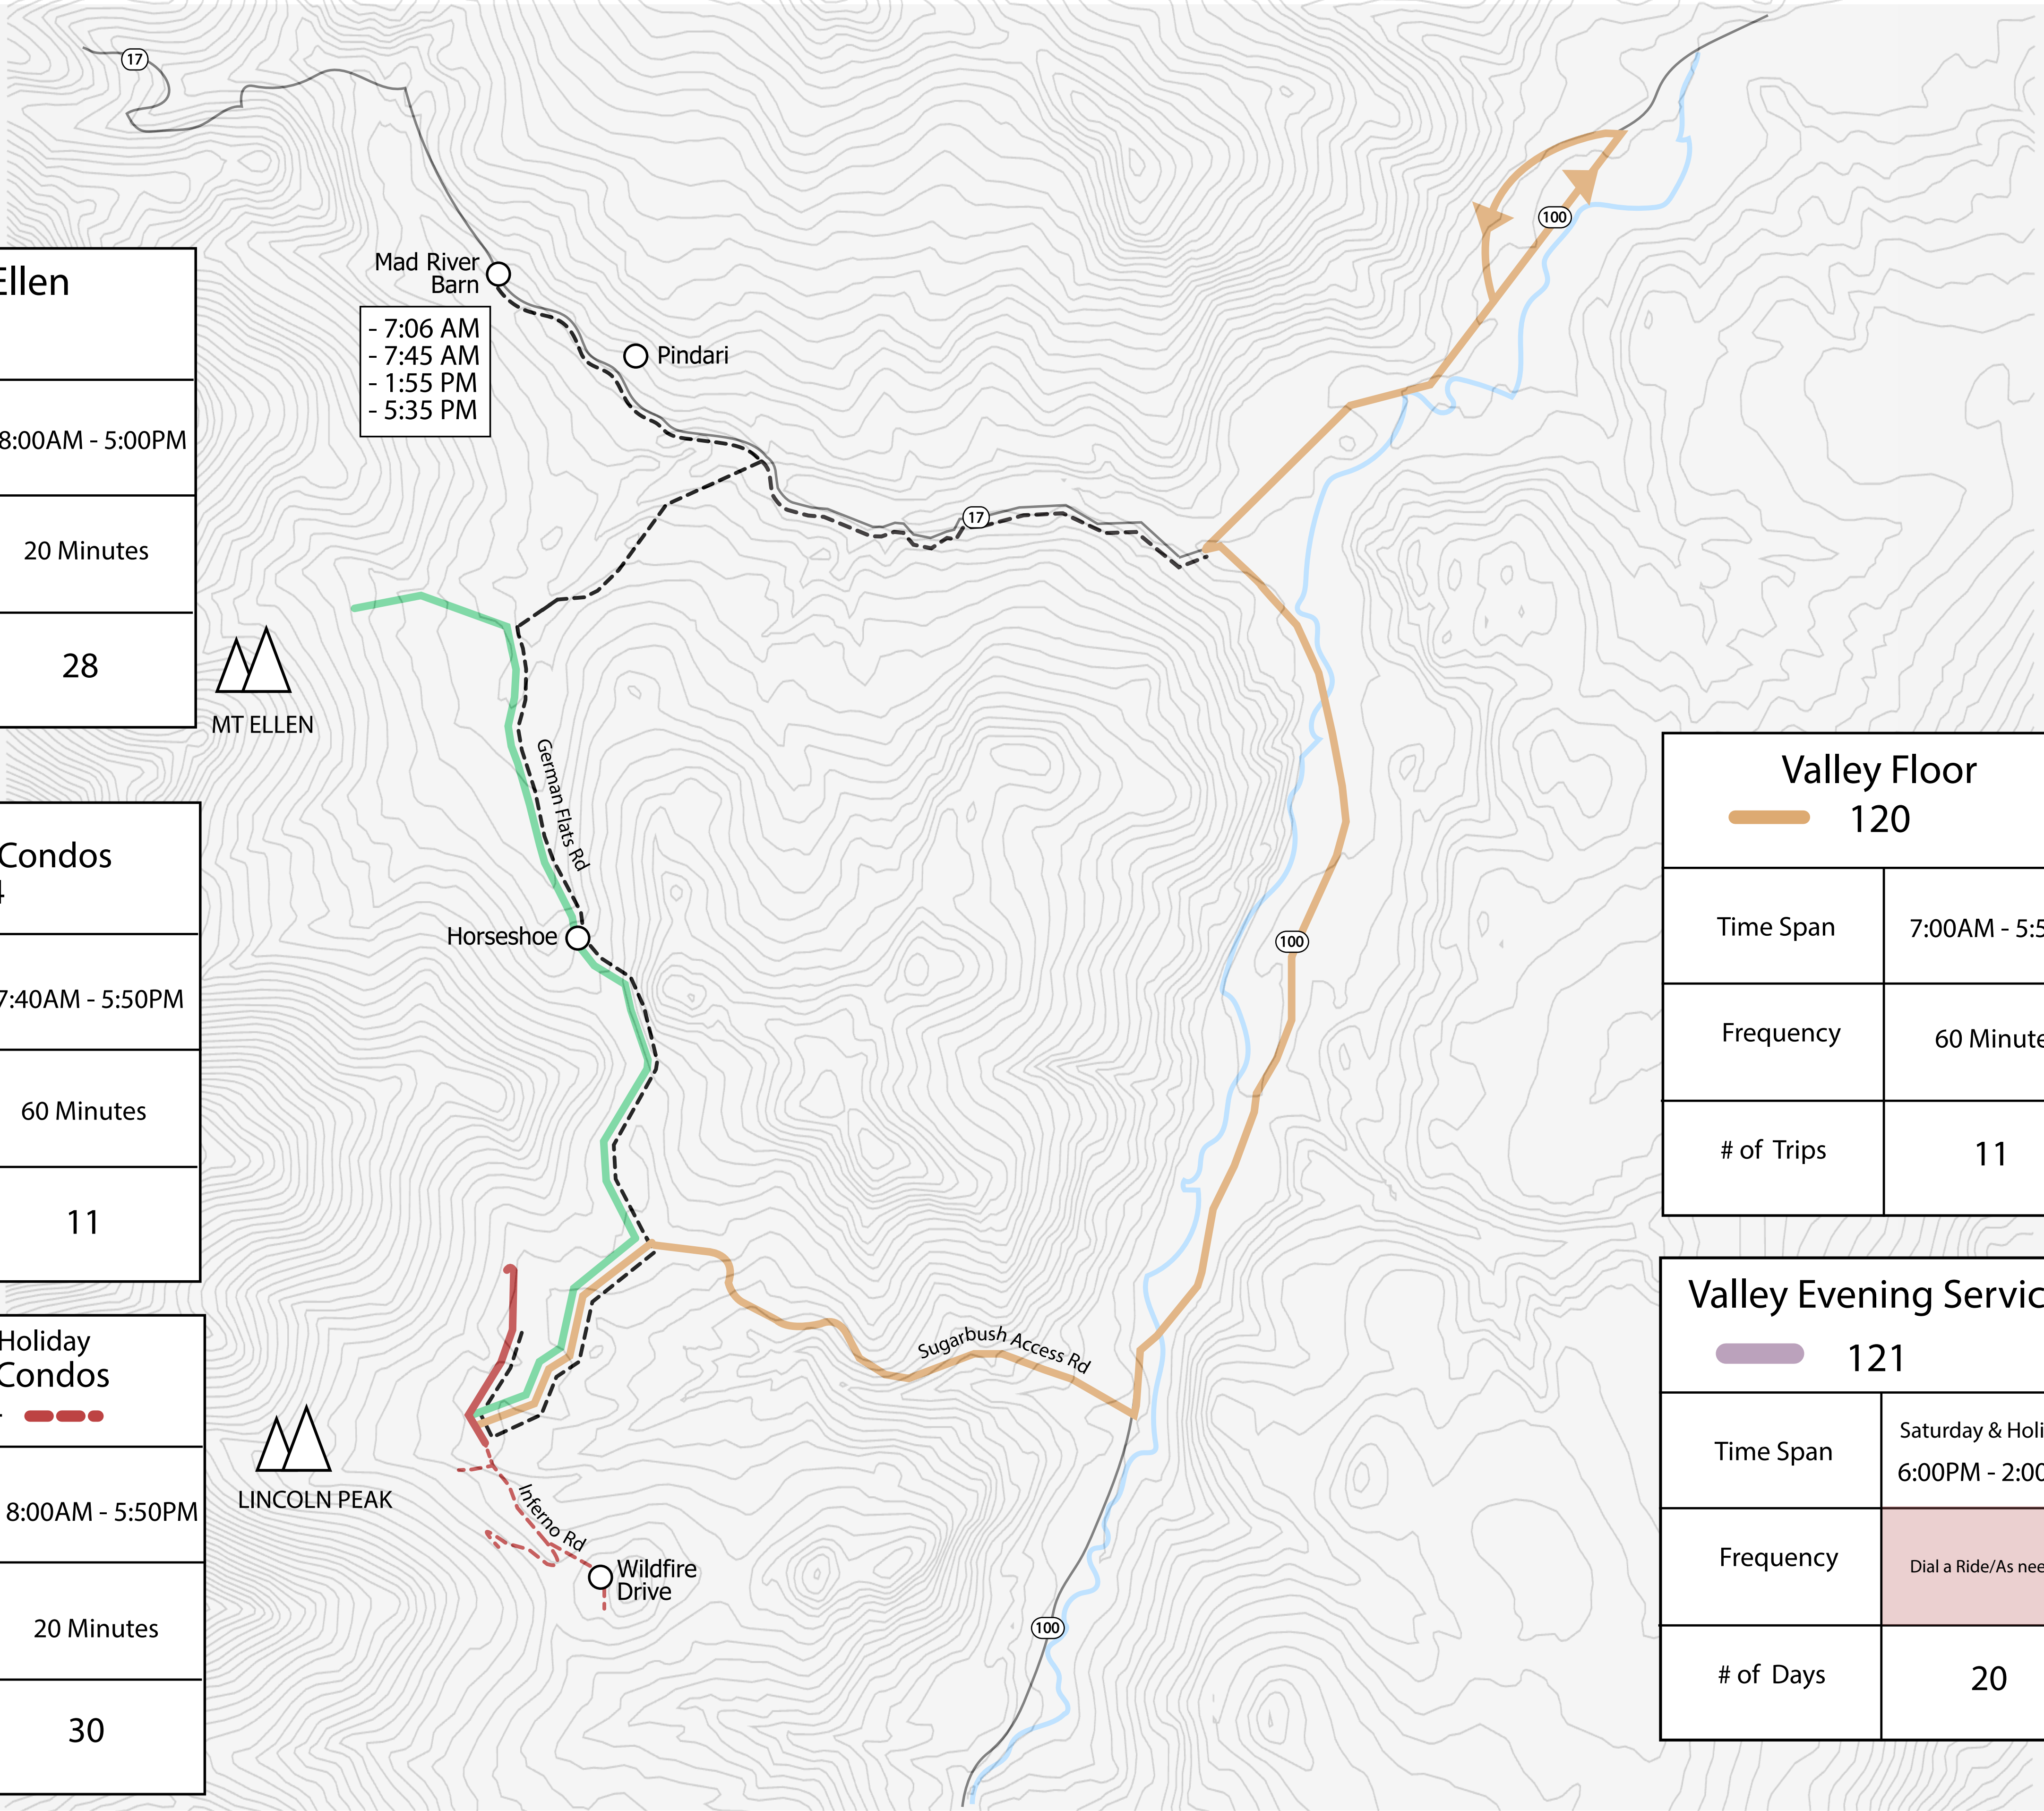 17
100
Mad River
Barn
- 7:06 AM
- 7:45 AM
- 1:55 PM
- 5:35 PM
Pindari
17
Ellen
8:00AM - 5:00PM
20 Minutes
28
MT ELLEN
German Flats Rd
Horseshoe
100
Condos
7:40AM - 5:50PM
60 Minutes
11
Valley Floor
120
Time Span
7:00AM - 5:5
Frequency
60 Minute
# of Trips
11
Sugarbush Access Rd
Holiday
Condos
8:00AM - 5:50PM
20 Minutes
30
LINCOLN PEAK
Inferno Rd
Wildfire
Drive
100
Valley Evening Servic
121
Time Span
Saturday & Holi
6:00PM - 2:00
Frequency
Dial a Ride/As nee
# of Days
20